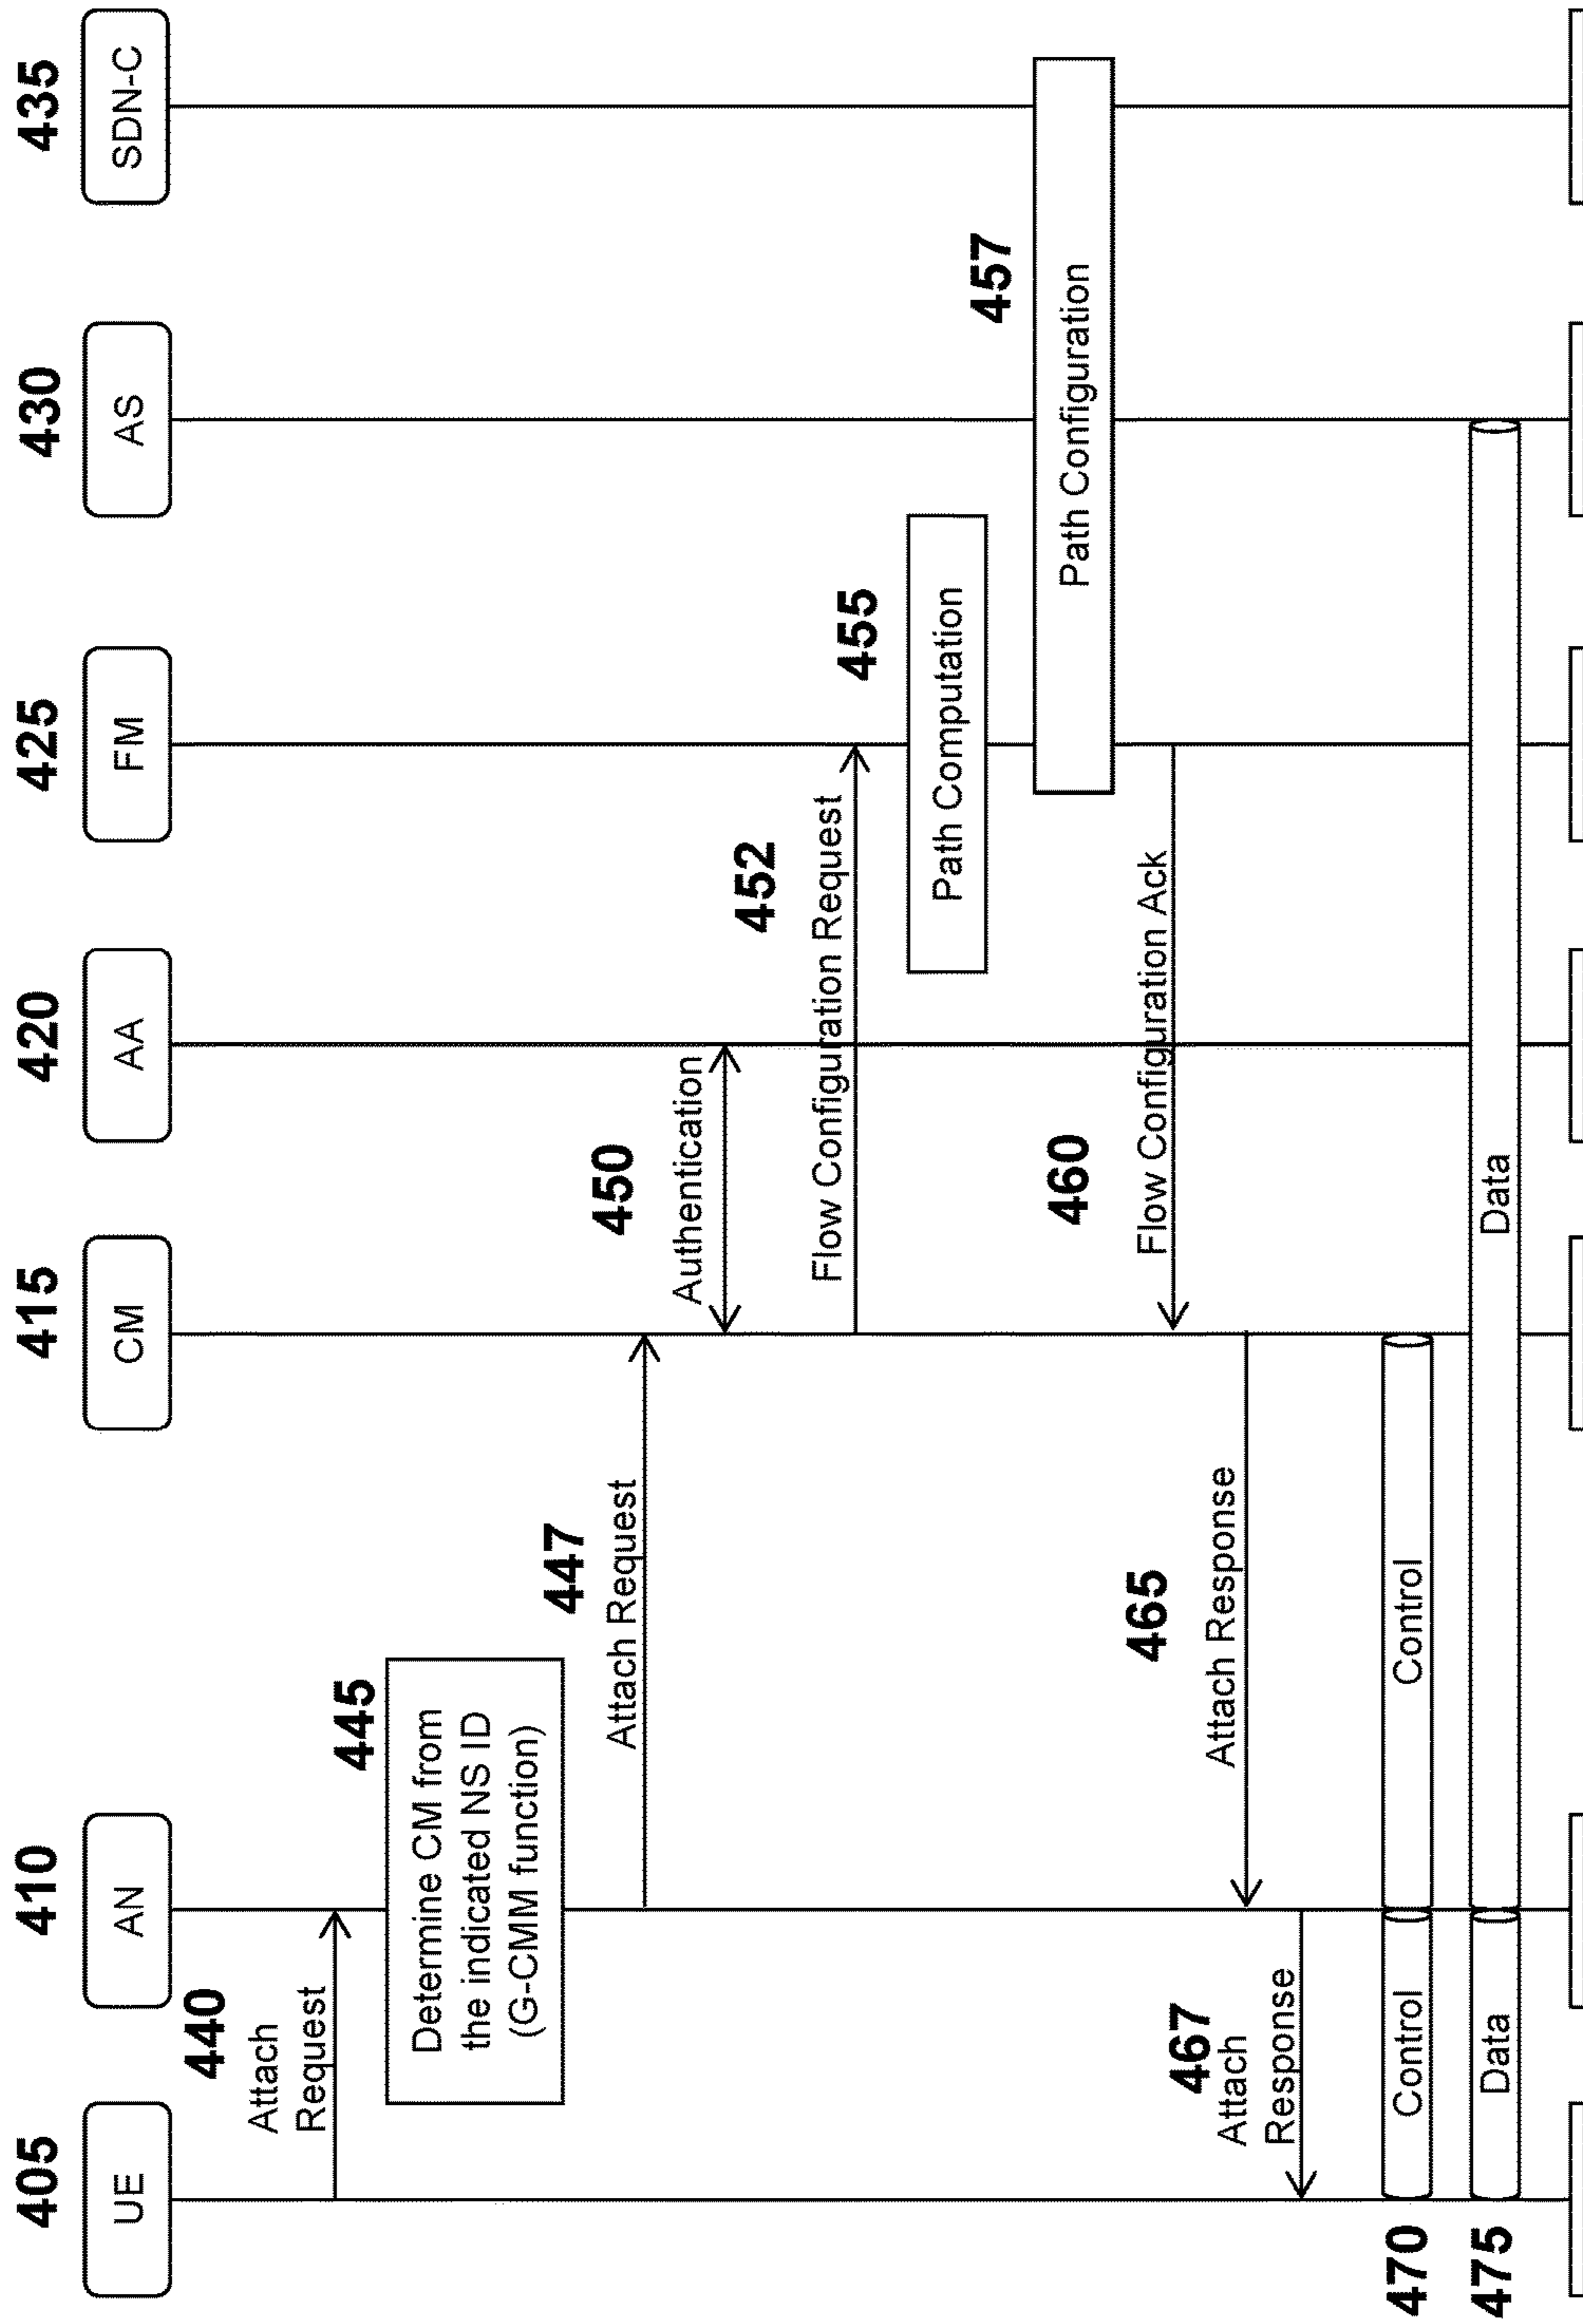 405
410
415
420
425
430
435
UE
AN
CM
AA
FM
AS
SDN-C
440
Attach
Request
445
Determine CM from
the indicated NS ID
(G-CMM function)
447
Attach Request
450
Authentication
452
Flow Configuration Request
455
Path Computation
457
Path Configuration
460
Flow Configuration Ack
465
Attach Response
467
Attach
Response
470
Control
Control
475
Data
Data